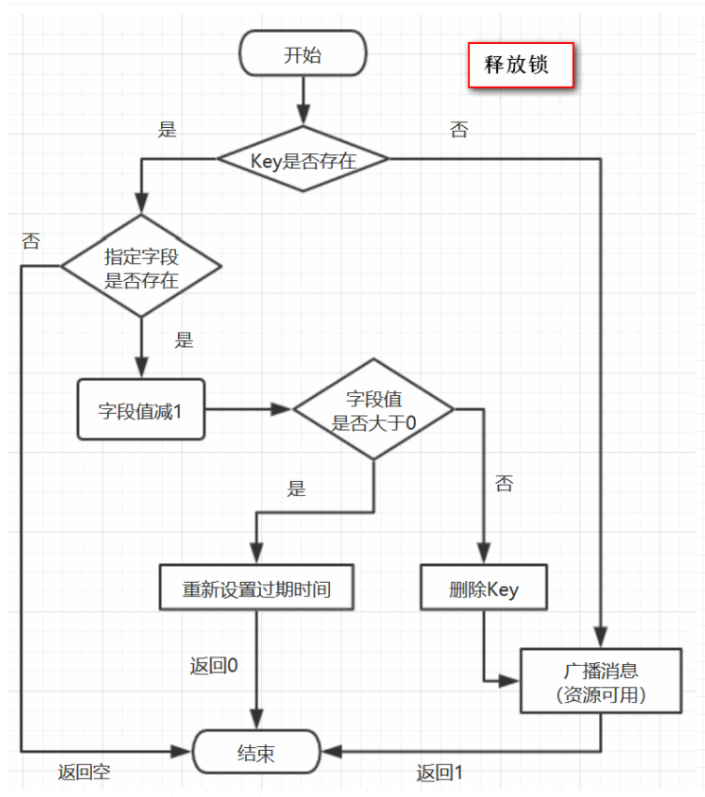 开始
释放锁
是
否
Key是否存在
否
指定字段
是否存在
是
字段值减1
字段值
是否大于0
是
否
重新设置过期时间
删除Key
返回0
广播消息
（资源可用）
结束
返回空
返回1